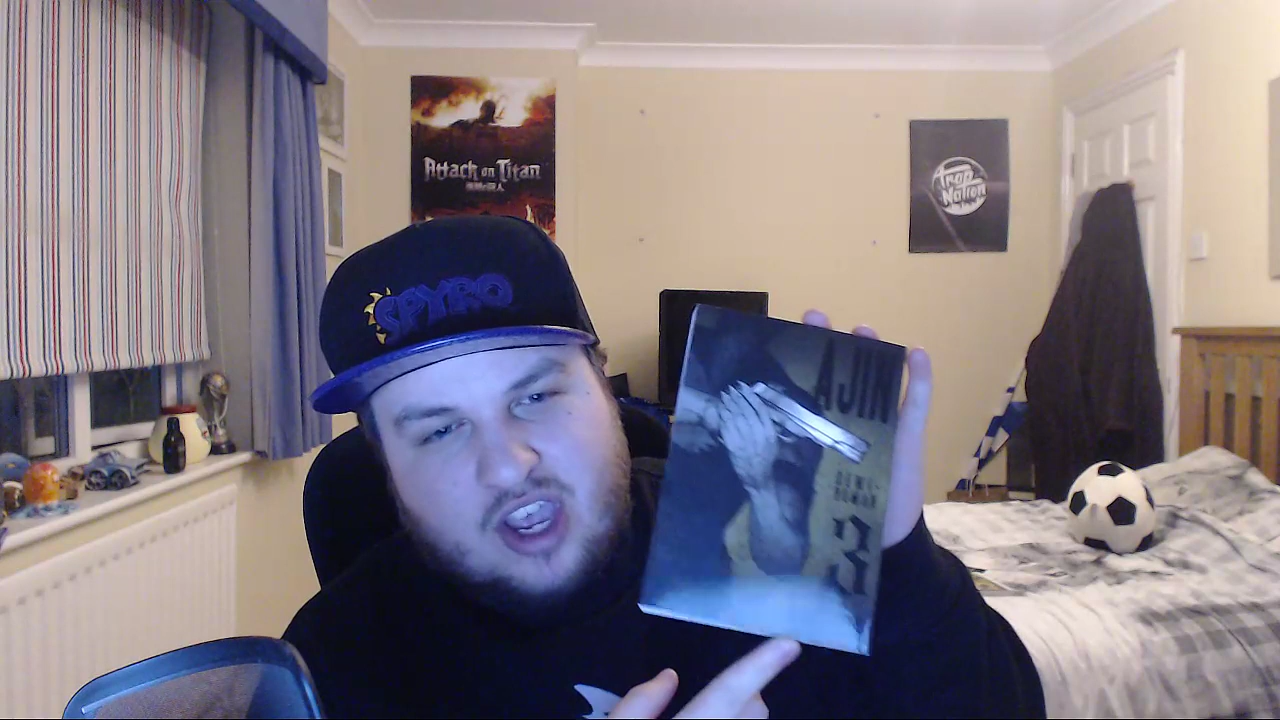 Attack on Titan
進撃の巨人
Trap
Nation
SPYRO
AJIN
DEMI-
HUMAN
3